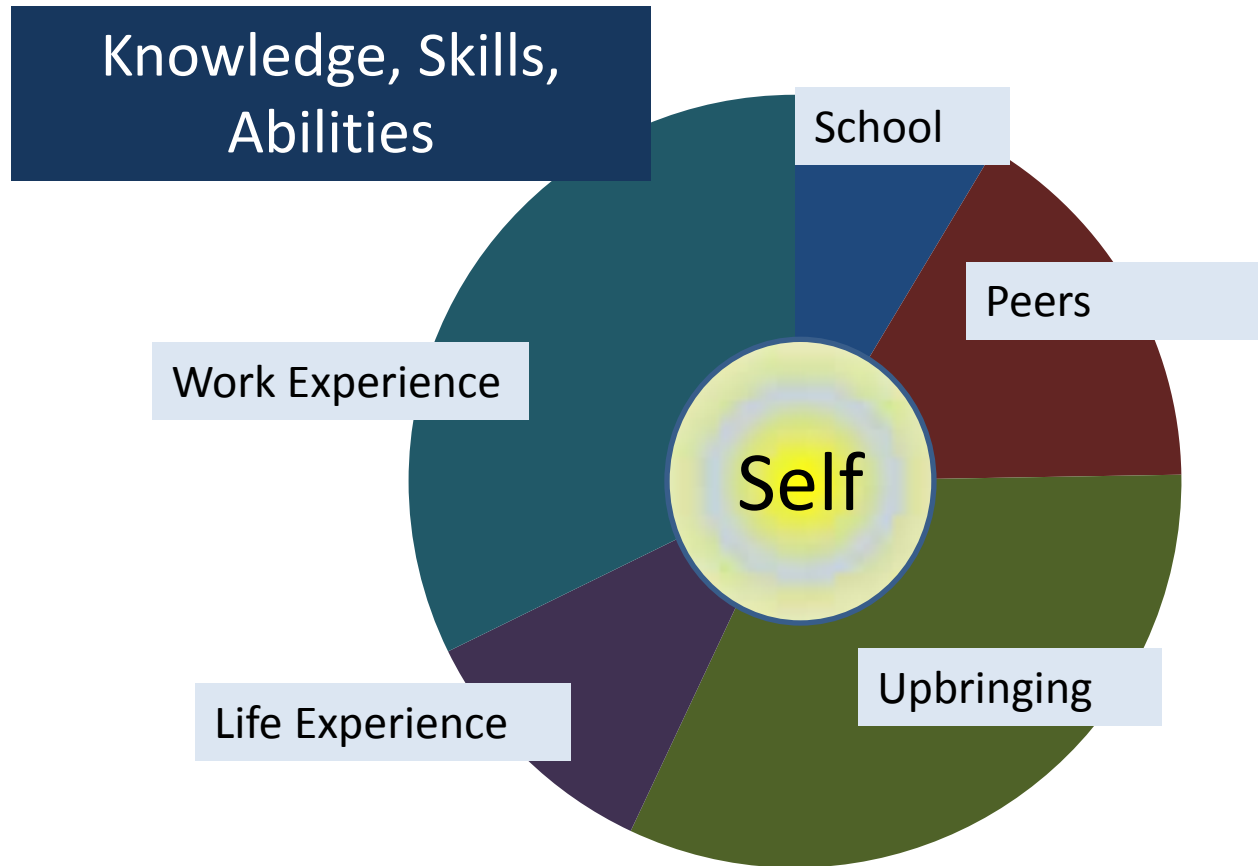 Knowledge, Skills,
Abilities
School
Peers
Work Experience
Self
Upbringing
Life Experience